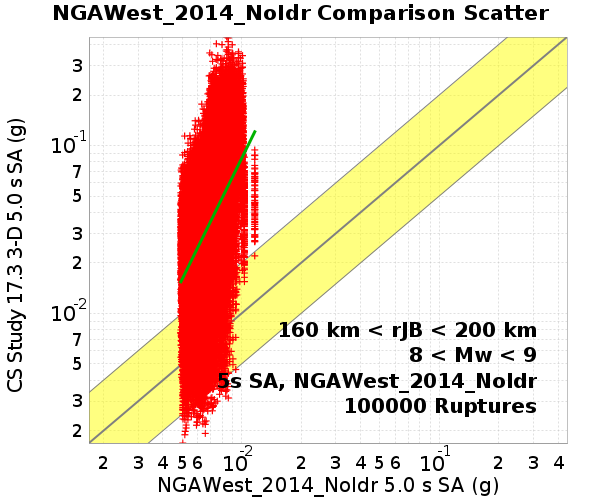 NGAWest_2014_NoIdr Comparison Scatter
CS Study 17.3 3-D 5.0 s SA (g)
3
2
10^-1
7
5
3
2
10^-2
7
5
3
2
160 km < rJB < 200 km
8 < Mw < 9
5s SA, NGAWest_2014_NoIdr
100000 Ruptures
2 3 4 5 6 10^-2 2 3 4 5 6 10^-1 2 3 4
NGAWest_2014_NoIdr 5.0 s SA (g)